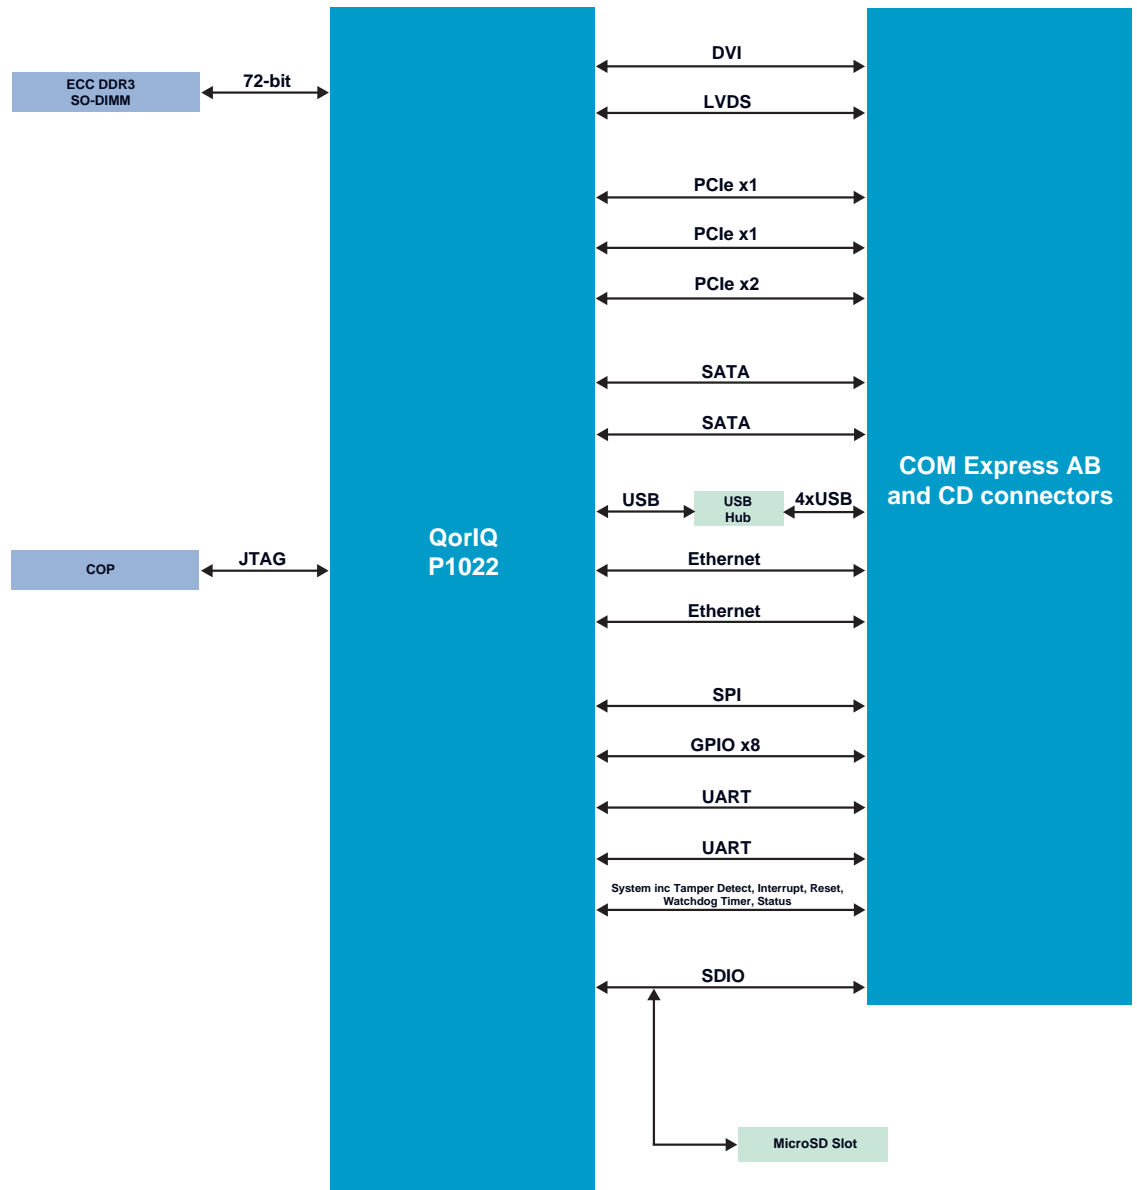 ECC DDR3
SO-DIMM
72-bit
COP
JTAG
QorIQ
P1022
DVI
LVDS
PCIe x1
PCIe x1
PCIe x2
SATA
SATA
USB
USB
Hub
4xUSB
Ethernet
Ethernet
SPI
GPIO x8
UART
UART
System inc Tamper Detect, Interrupt, Reset,
Watchdog Timer, Status
SDIO
MicroSD Slot
COM Express AB
and CD connectors